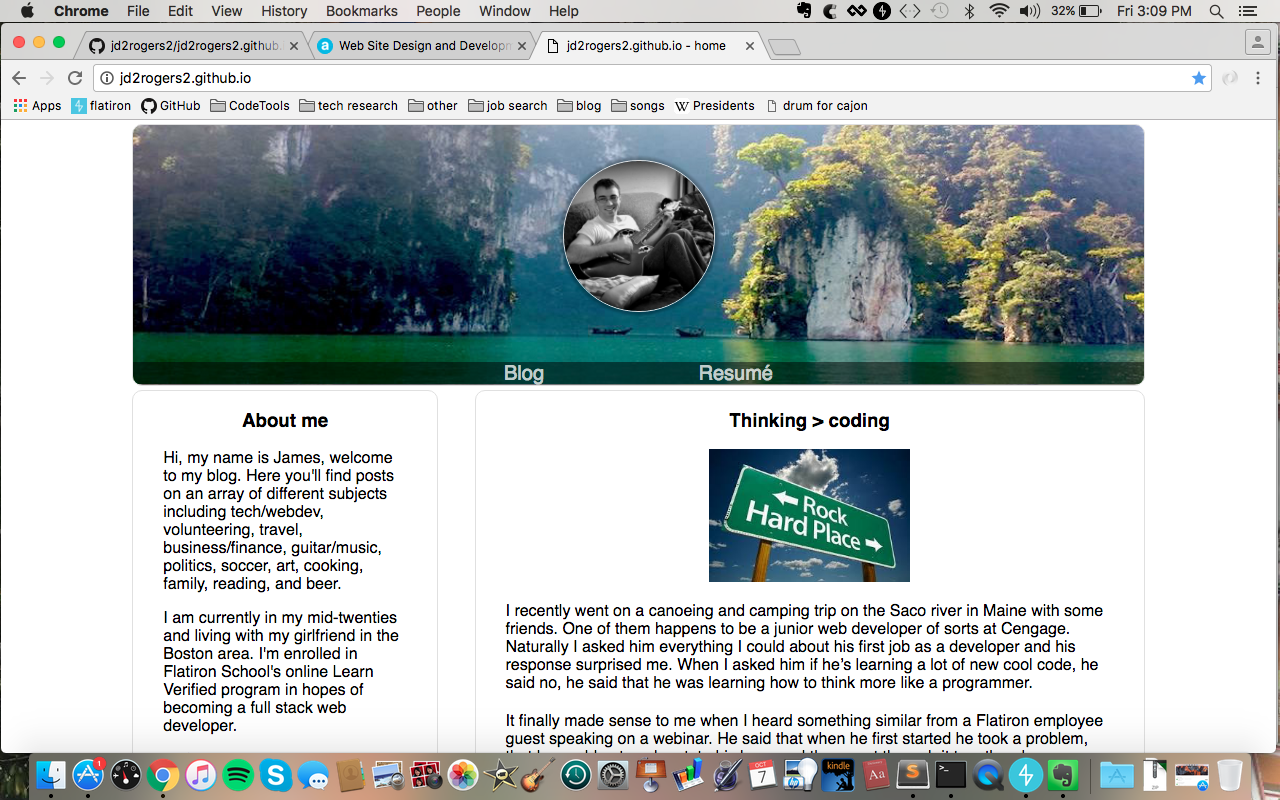 Chrome File Edit View History Bookmarks People Window Help 32% Fri 3:09 PM
jd2rogers2/jd2rogers2.github. Web Site Design and Developm jd2rogers2.github.io - home
jd2rogers2.github.io
Apps flatiron GitHub CodeTools tech research other job search blog songs Presidents drum for cajon
Blog Resumé
About me
Hi, my name is James, welcome
to my blog. Here you'll find posts
on an array of different subjects
including tech/webdev,
volunteering, travel,
business/finance, guitar/music,
politics, soccer, art, cooking,
family, reading, and beer.
I am currently in my mid-twenties
and living with my girlfriend in the
Boston area. I'm enrolled in
Flatiron School's online Learn
Verified program in hopes of
becoming a full stack web
developer.
Thinking > coding
Rock
Hard Place
I recently went on a canoeing and camping trip on the Saco river in Maine with some
friends. One of them happens to be a junior web developer of sorts at Cengage.
Naturally I asked him everything I could about his first job as a developer and his
response surprised me. When I asked him if he’s learning a lot of new cool code, he
said no, he said that he was learning how to think more like a programmer.
It finally made sense to me when I heard something similar from a Flatiron employee
guest speaking on a webinar. He said that when he first started he took a problem,
1
OCT
7
kindle
Aa
ZIP